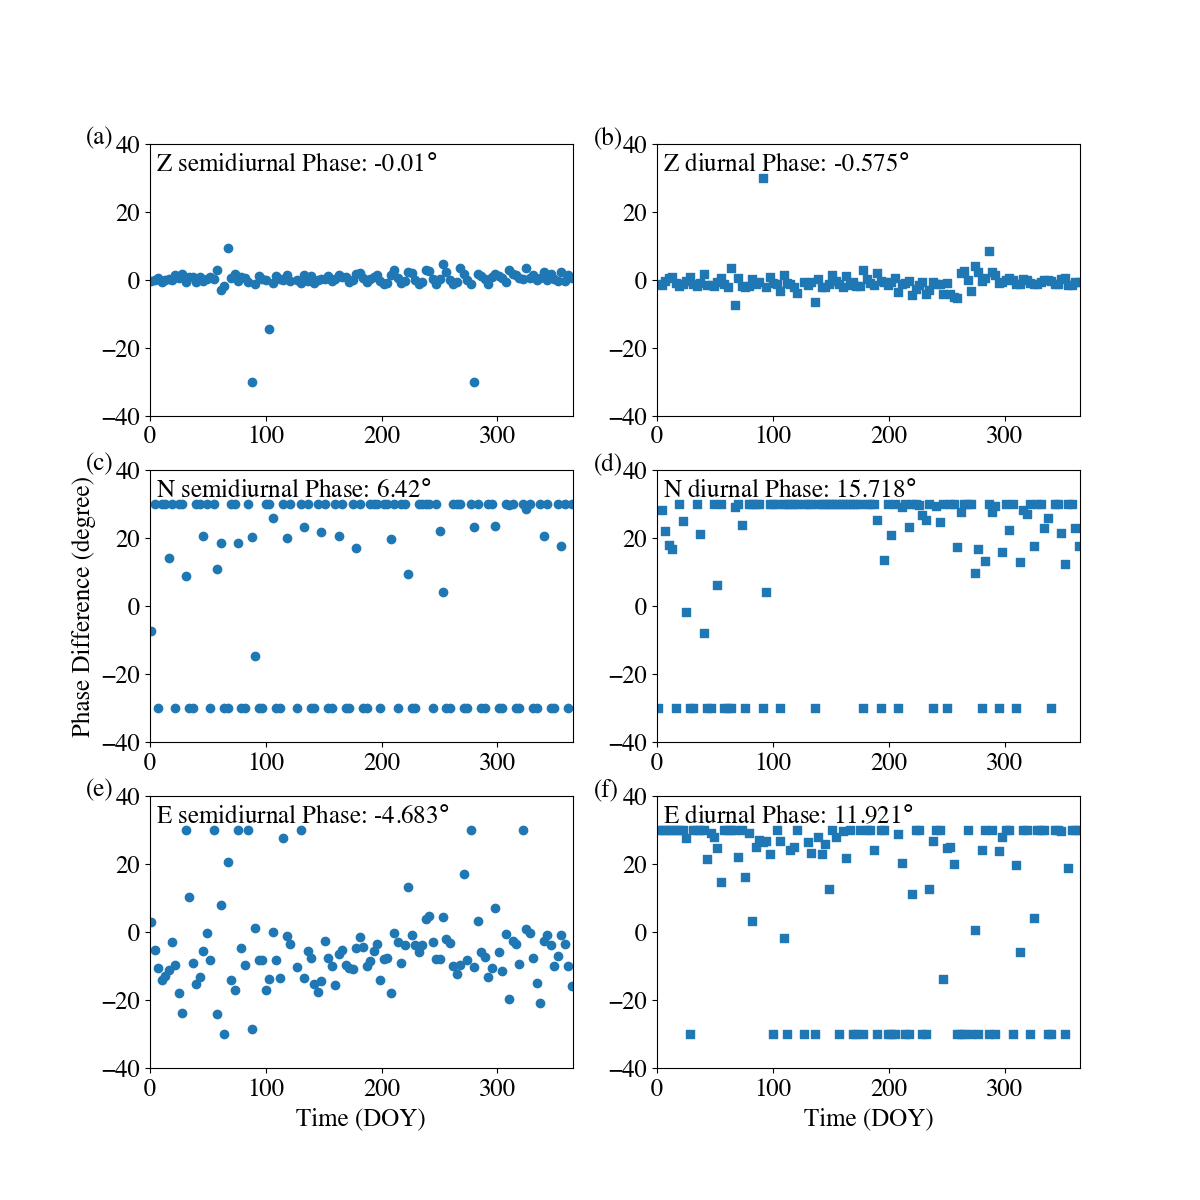 (a)
Z semidiurnal Phase: -0.01°
40
20
0
−20
−40
0 100 200 300
(b)
Z diurnal Phase: -0.575°
40
20
0
−20
−40
0 100 200 300
(c)
N semidiurnal Phase: 6.42°
40
20
0
−20
−40
0 100 200 300
(d)
N diurnal Phase: 15.718°
40
20
0
−20
−40
0 100 200 300
Phase Difference (degree)
(e)
E semidiurnal Phase: -4.683°
40
20
0
−20
−40
0 100 200 300
Time (DOY)
(f)
E diurnal Phase: 11.921°
40
20
0
−20
−40
0 100 200 300
Time (DOY)